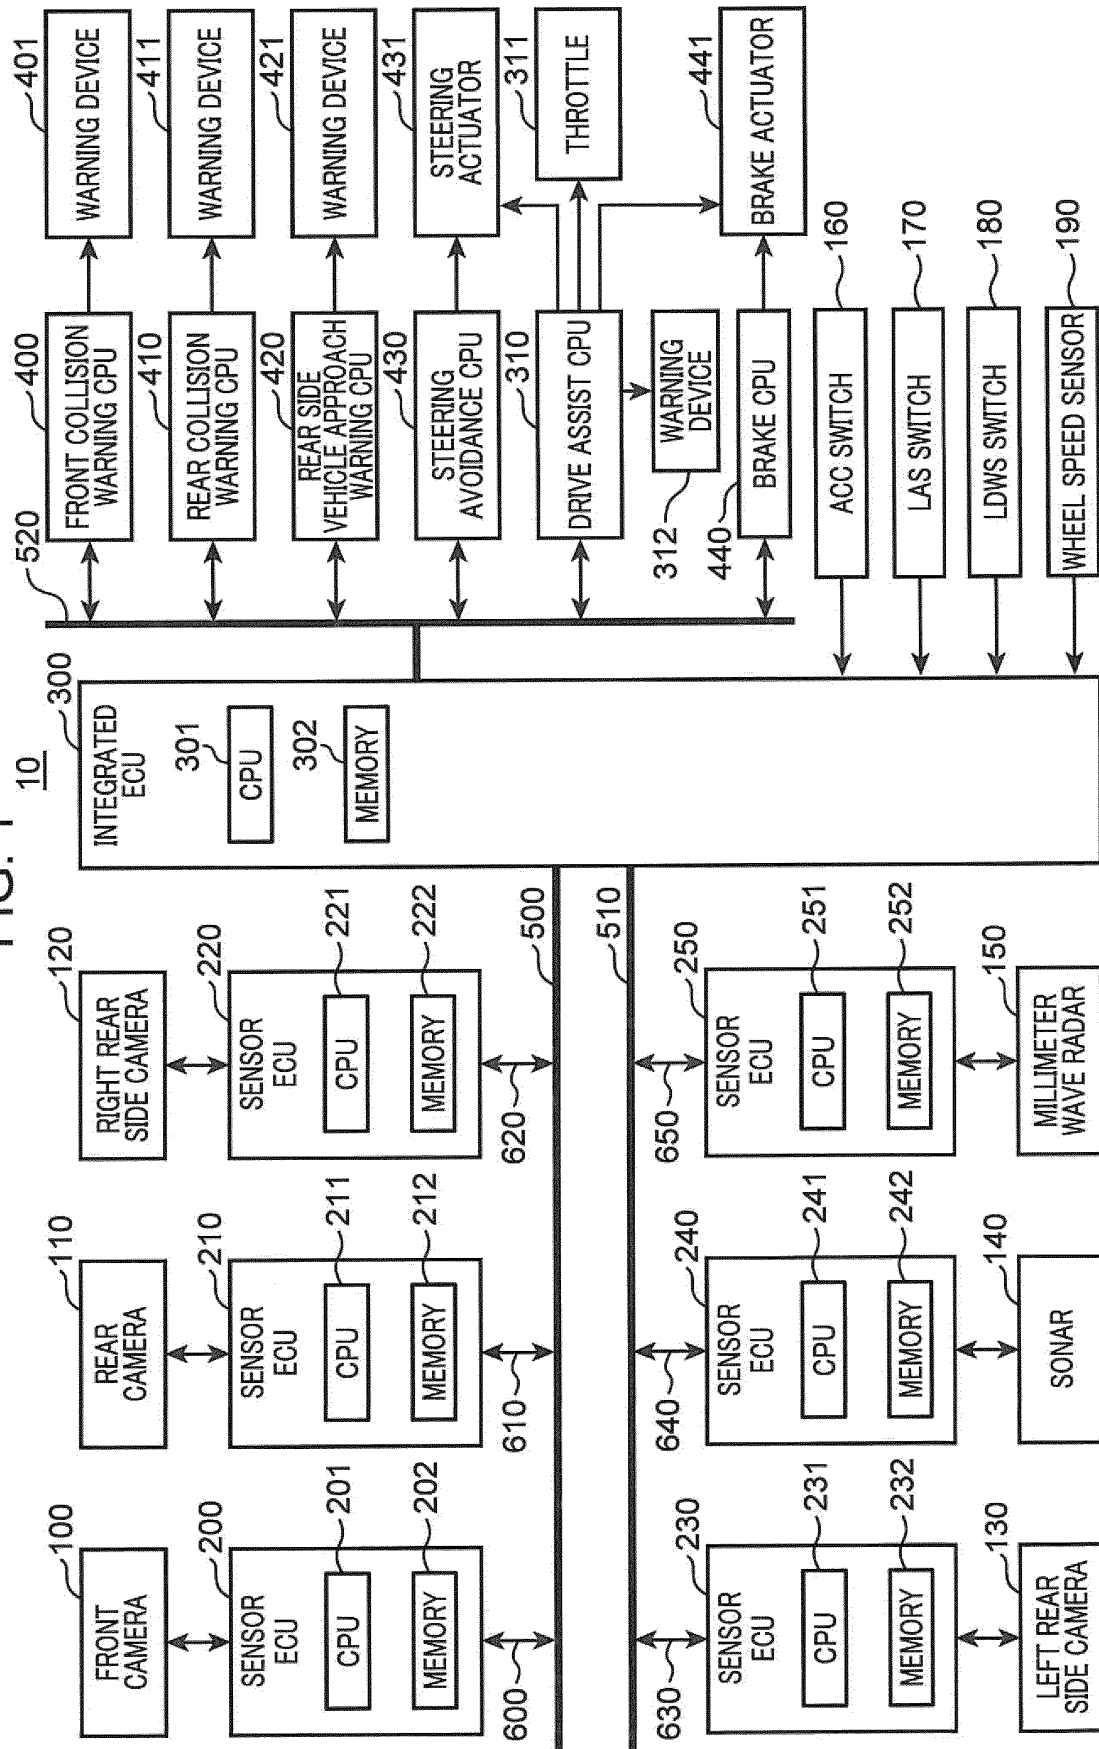 FIG. 1
10
100
FRONT
CAMERA
110
REAR
CAMERA
120
RIGHT REAR
SIDE CAMERA
200
SENSOR
ECU
CPU
201
MEMORY
202
210
SENSOR
ECU
CPU
211
MEMORY
212
220
SENSOR
ECU
CPU
221
MEMORY
222
600
610
620
500
510
630
640
650
230
SENSOR
ECU
CPU
231
MEMORY
232
240
SENSOR
ECU
CPU
241
MEMORY
242
250
SENSOR
ECU
CPU
251
MEMORY
252
130
LEFT REAR
SIDE CAMERA
140
SONAR
150
MILLIMETER
WAVE RADAR
300
INTEGRATED
ECU
301
CPU
302
MEMORY
520
400
FRONT COLLISION
WARNING CPU
401
WARNING DEVICE
410
REAR COLLISION
WARNING CPU
411
WARNING DEVICE
420
REAR SIDE
VEHICLE APPROACH
WARNING CPU
421
WARNING DEVICE
430
STEERING
AVOIDANCE CPU
431
STEERING
ACTUATOR
310
DRIVE ASSIST CPU
311
THROTTLE
312
WARNING
DEVICE
440
BRAKE CPU
441
BRAKE ACTUATOR
ACC SWITCH
160
LAS SWITCH
170
LDWS SWITCH
180
WHEEL SPEED SENSOR
190